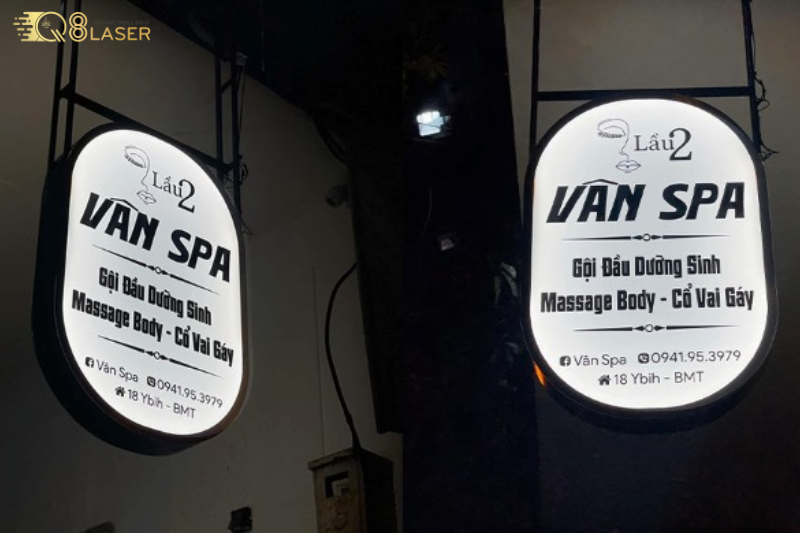 Q8LASER
Lầu 2
VÂN SPA
Gội Đầu Dưỡng Sinh
Massage Body - Cổ Vai Gáy
Vân Spa 0941.95.3979
18 Ybih - BMT
Lầu 2
VÂN SPA
Gội Đầu Dưỡng Sinh
Massage Body - Cổ Vai Gáy
Vân Spa 0941.95.3979
18 Ybih - BMT